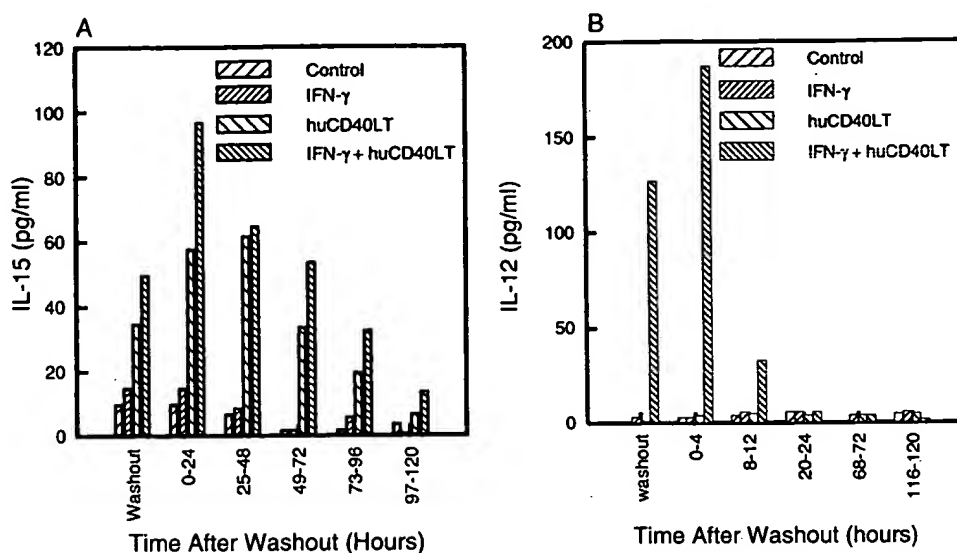 A
120
100
80
60
40
20
0
IL-15 (pg/ml)
Control
IFN-γ
huCD40LT
IFN-γ + huCD40LT
Washout
0-24
25-48
49-72
73-96
97-120
Time After Washout (Hours)
B
200
150
100
50
0
IL-12 (pg/ml)
Control
IFN-γ
huCD40LT
IFN-γ + huCD40LT
washout
0-4
8-12
20-24
68-72
116-120
Time After Washout (hours)